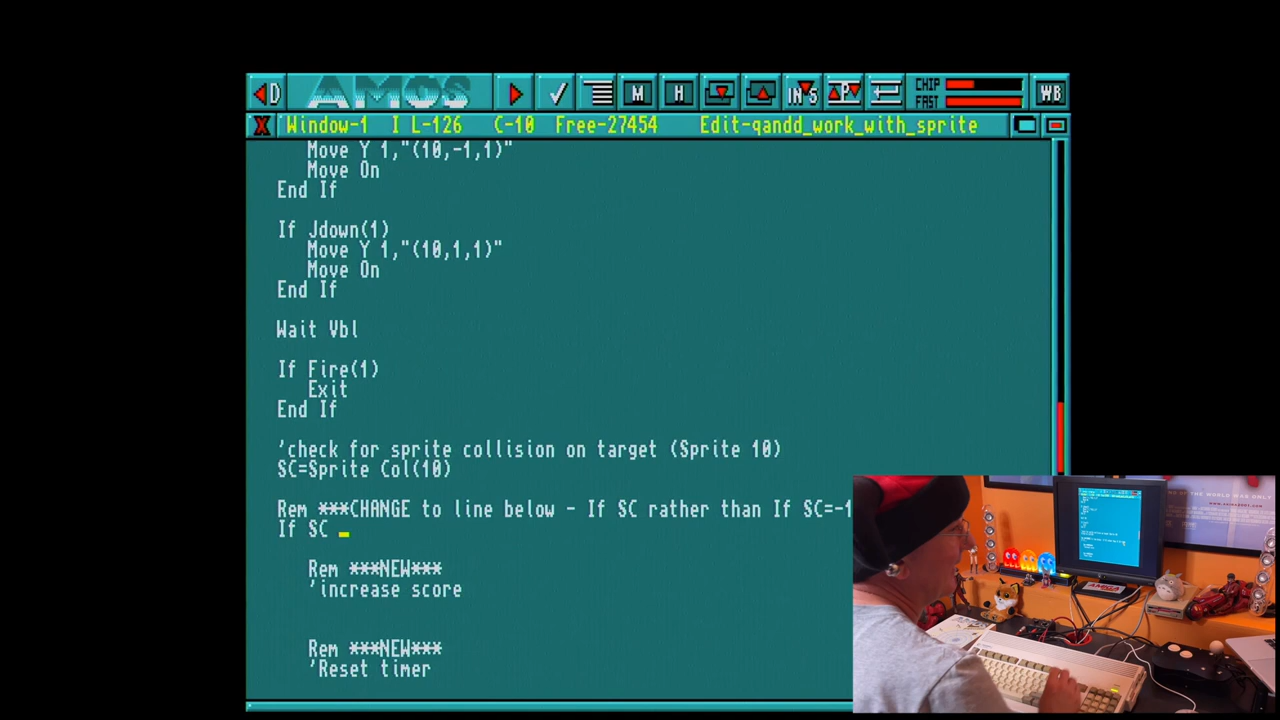 D AMOS M H INS P CHIP FAST WB
X Window-1 I L-126 C-10 Free-27454 Edit-qandd_work_with_sprite
Move Y 1,"(10,-1,1)"
Move On
End If
If Jdown(1)
Move Y 1,"(10,1,1)"
Move On
End If
Wait Vbl
If Fire(1)
Exit
End If
'check for sprite collision on target (Sprite 10)
SC=Sprite Col(10)
Rem ***CHANGE to line below - If SC rather than If SC=-1
If SC
Rem ***NEW***
'increase score
Rem ***NEW***
'Reset timer